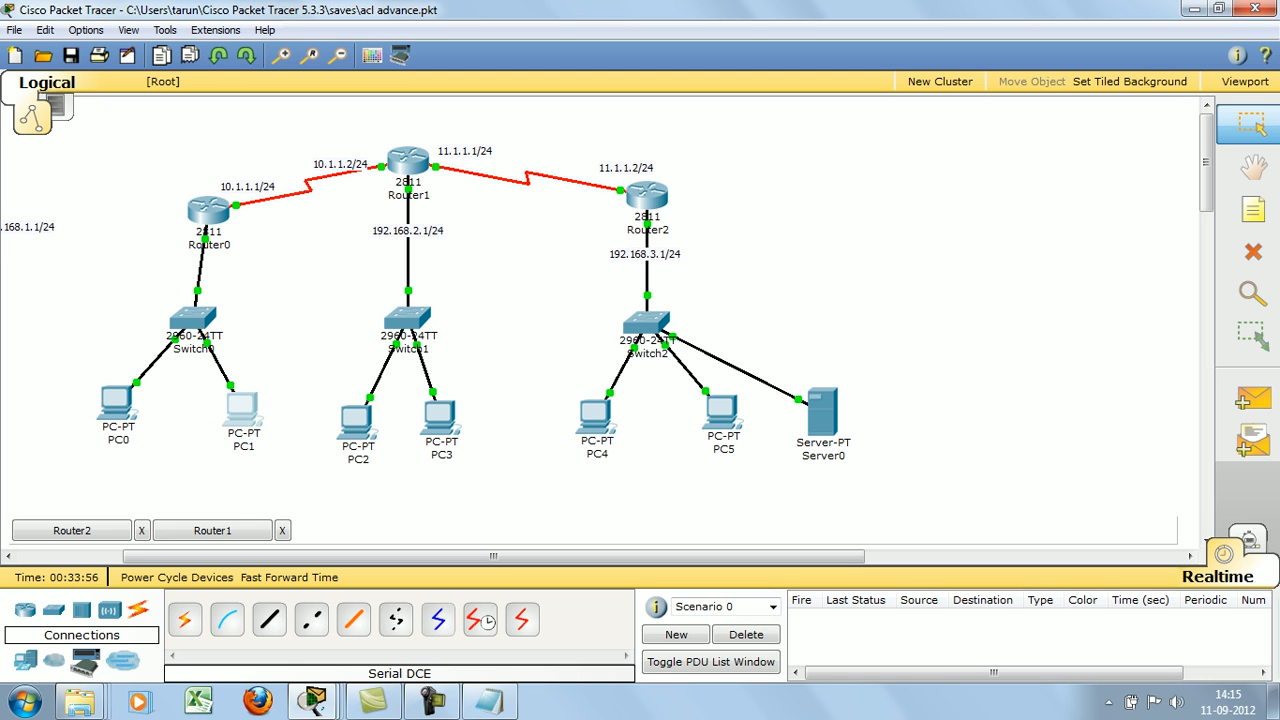 Cisco Packet Tracer - C:\Users\tarun\Cisco Packet Tracer 5.3.3\saves\acl advance.pkt
File Edit Options View Tools Extensions Help
Logical [Root] New Cluster Move Object Set Tiled Background Viewport
11.1.1.1/24
10.1.1.2/24
11.1.1.2/24
10.1.1.1/24
2811
Router1
2811
Router2
.168.1.1/24
2811
Router0
192.168.2.1/24
192.168.3.1/24
2960-24TT
Switch0
2960-24TT
Switch1
2960-24TT
Switch2
PC-PT
PC0
PC-PT
PC1
PC-PT
PC2
PC-PT
PC3
PC-PT
PC4
PC-PT
PC5
Server-PT
Server0
Router2 X Router1 X
Time: 00:33:56 Power Cycle Devices Fast Forward Time Realtime
Connections
Serial DCE
Scenario 0
New Delete
Toggle PDU List Window
Fire Last Status Source Destination Type Color Time (sec) Periodic Num
14:15
11-09-2012